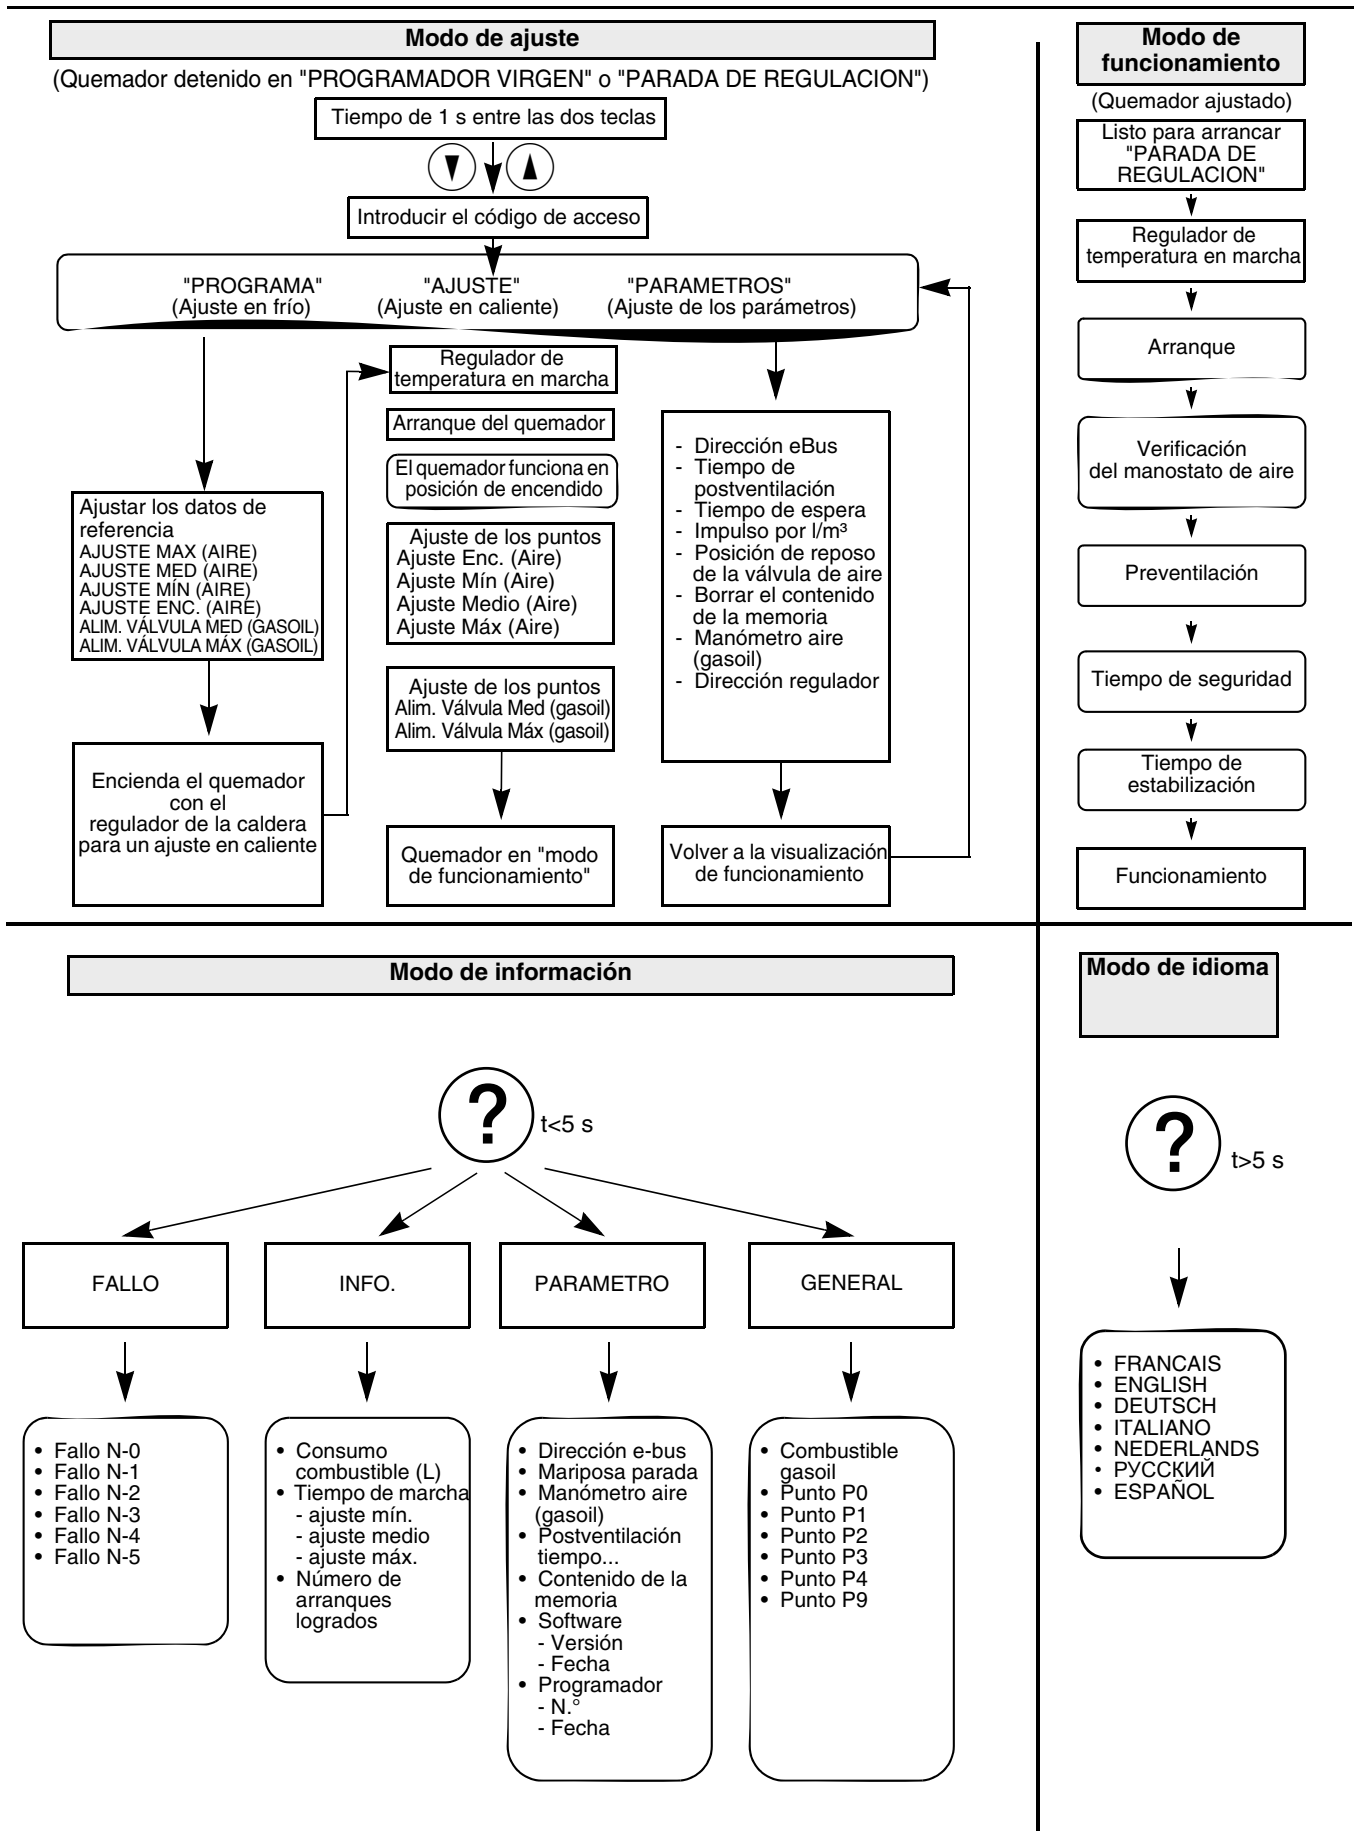 Modo de ajuste
(Quemador detenido en "PROGRAMADOR VIRGEN" o "PARADA DE REGULACION")
Tiempo de 1 s entre las dos teclas
Introducir el código de acceso
"PROGRAMA"
(Ajuste en frío)
"AJUSTE"
(Ajuste en caliente)
"PARAMETROS"
(Ajuste de los parámetros)
Ajustar los datos de
referencia
AJUSTE MAX (AIRE)
AJUSTE MED (AIRE)
AJUSTE MÍN (AIRE)
AJUSTE ENC. (AIRE)
ALIM. VÁLVULA MED (GASOIL)
ALIM. VÁLVULA MÁX (GASOIL)
Encienda el quemador
con el
regulador de la caldera
para un ajuste en caliente
Regulador de
temperatura en marcha
Arranque del quemador
El quemador funciona en
posición de encendido
Ajuste de los puntos
Ajuste Enc. (Aire)
Ajuste Mín (Aire)
Ajuste Medio (Aire)
Ajuste Máx (Aire)
Ajuste de los puntos
Alim. Válvula Med (gasoil)
Alim. Válvula Máx (gasoil)
Quemador en "modo
de funcionamiento"
- Dirección eBus
- Tiempo de
postventilación
- Tiempo de espera
- Impulso por l/m³
- Posición de reposo
de la válvula de aire
- Borrar el contenido
de la memoria
- Manómetro aire
(gasoil)
- Dirección regulador
Volver a la visualización
de funcionamiento
Modo de
funcionamiento
(Quemador ajustado)
Listo para arrancar
"PARADA DE
REGULACION"
Regulador de
temperatura en marcha
Arranque
Verificación
del manostato de aire
Preventilación
Tiempo de seguridad
Tiempo de
estabilización
Funcionamiento
Modo de información
?
t<5 s
FALLO
INFO.
PARAMETRO
GENERAL
• Fallo N-0
• Fallo N-1
• Fallo N-2
• Fallo N-3
• Fallo N-4
• Fallo N-5
• Consumo
combustible (L)
• Tiempo de marcha
- ajuste mín.
- ajuste medio
- ajuste máx.
• Número de
arranques
logrados
• Dirección e-bus
• Mariposa parada
• Manómetro aire
(gasoil)
• Postventilación
tiempo...
• Contenido de la
memoria
• Software
- Versión
- Fecha
• Programador
- N.°
- Fecha
• Combustible
gasoil
• Punto P0
• Punto P1
• Punto P2
• Punto P3
• Punto P4
• Punto P9
Modo de idioma
?
t>5 s
• FRANCAIS
• ENGLISH
• DEUTSCH
• ITALIANO
• NEDERLANDS
• РУССКИЙ
• ESPAÑOL